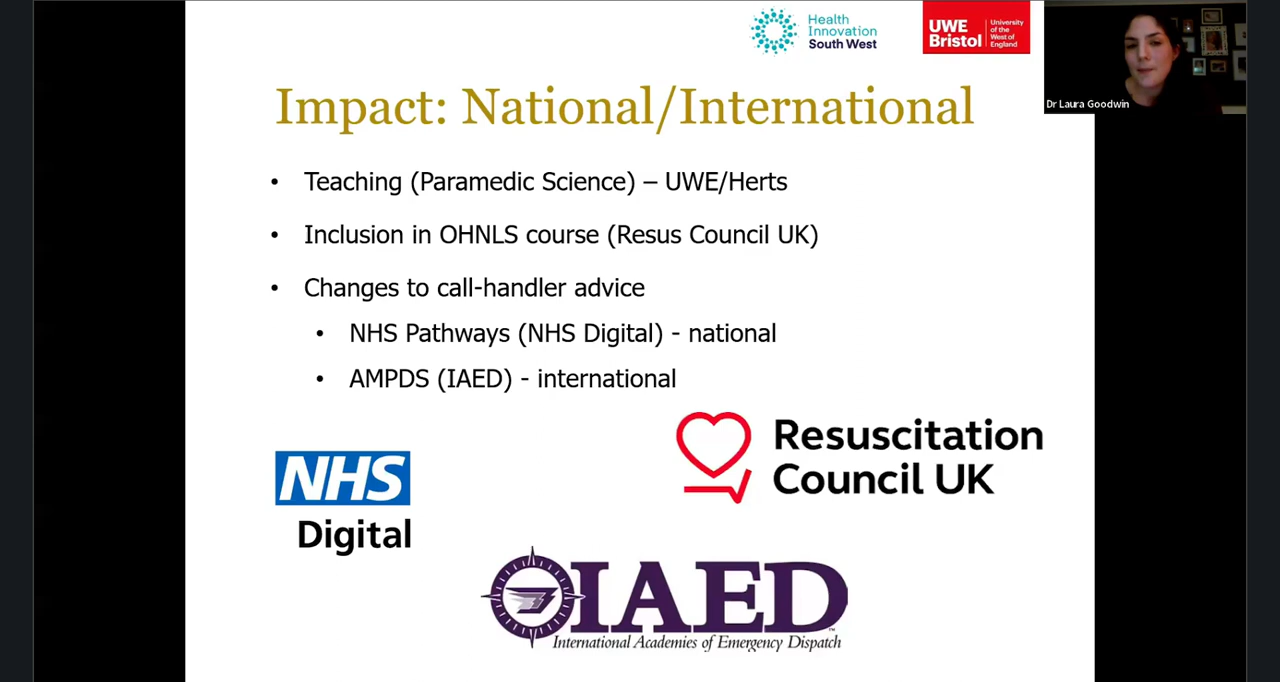 Health
Innovation
South West
UWE
Bristol
University
of the
West of
England
Dr Laura Goodwin
Impact: National/International
• Teaching (Paramedic Science) – UWE/Herts
• Inclusion in OHNLS course (Resus Council UK)
• Changes to call-handler advice
• NHS Pathways (NHS Digital) - national
• AMPDS (IAED) - international
Resuscitation
Council UK
NHS
Digital
IAED™
International Academies of Emergency Dispatch